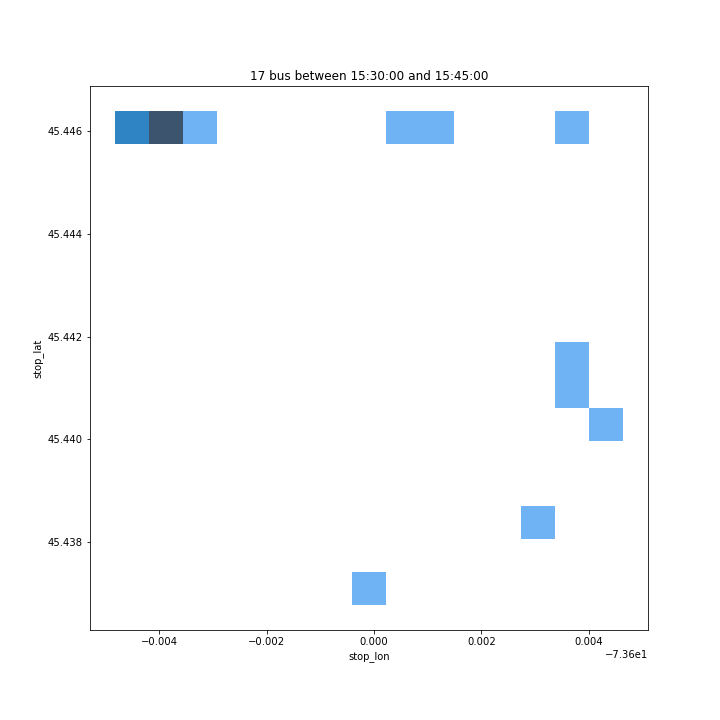 17 bus between 15:30:00 and 15:45:00
45.446
45.444
45.442
45.440
45.438
stop_lat
−0.004 −0.002 0.000 0.002 0.004
−7.36e1
stop_lon